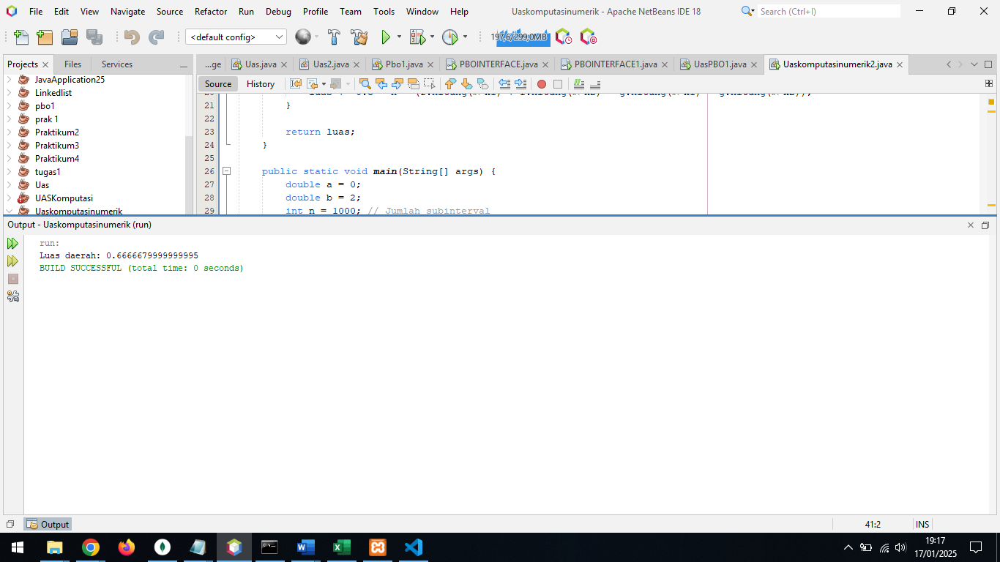 File Edit View Navigate Source Refactor Run Debug Profile Team Tools Window Help
Uaskomputasinumerik - Apache NetBeans IDE 18
Search (Ctrl+I)
<default config>
197,6/299,0MB
Projects Files Services
...ge Uas.java Uas2.java Pbo1.java PBOINTERFACE.java PBOINTERFACE1.java UasPBO1.java Uaskomputasinumerik2.java
Source History
JavaApplication25
Linkedlist
pbo1
prak 1
Praktikum2
Praktikum3
Praktikum4
tugas1
Uas
UASKomputasi
Uaskomputasinumerik
21 }
22
23 return luas;
24 }
25
26 public static void main(String[] args) {
27 double a = 0;
28 double b = 2;
29 int n = 1000; // Jumlah subinterval
Output - Uaskomputasinumerik (run)
run:
Luas daerah: 0.6666679999999995
BUILD SUCCESSFUL (total time: 0 seconds)
Output
41:2 INS
19:17
17/01/2025